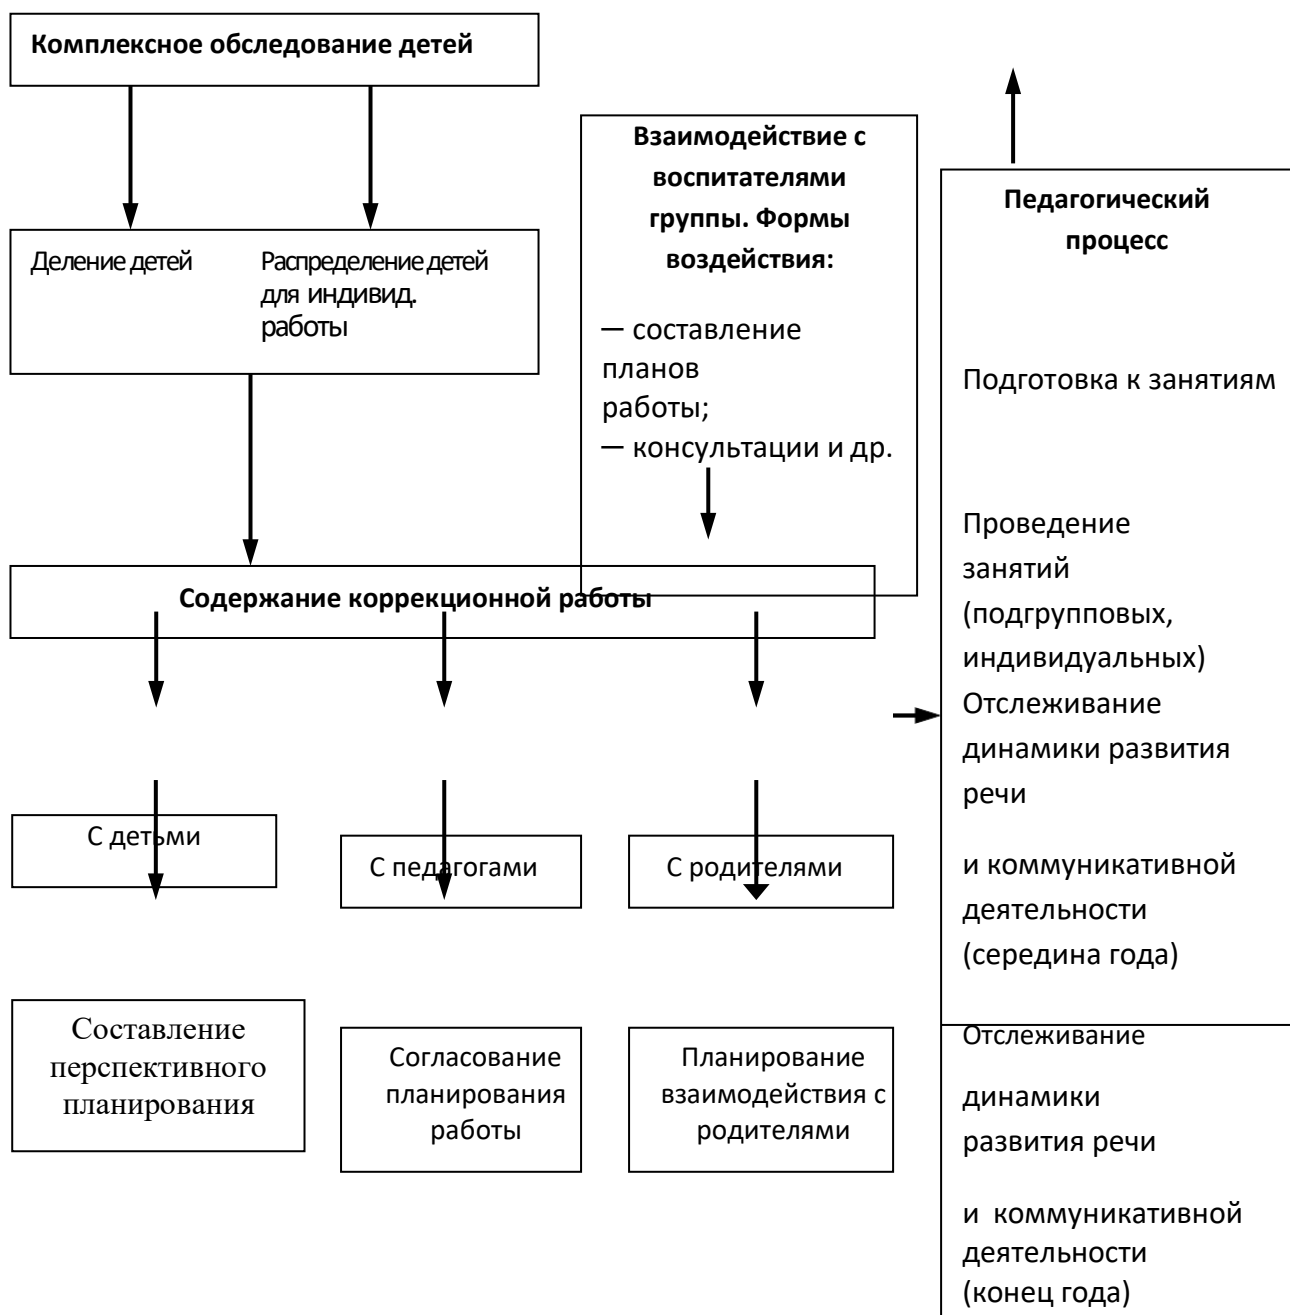 Комплексное обследование детей
Деление детей
Распределение детей
для индивид.
работы
Взаимодействие с
воспитателями
группы. Формы
воздействия:
— составление
планов
работы;
— консультации и др.
Содержание коррекционной работы
С детьми
С педагогами
С родителями
Составление
перспективного
планирования
Согласование
планирования
работы
Планирование
взаимодействия с
родителями
Педагогический
процесс
Подготовка к занятиям
Проведение
занятий
(подгрупповых,
индивидуальных)
Отслеживание
динамики развития
речи
и коммуникативной
деятельности
(середина года)
Отслеживание
динамики
развития речи
и коммуникативной
деятельности
(конец года)